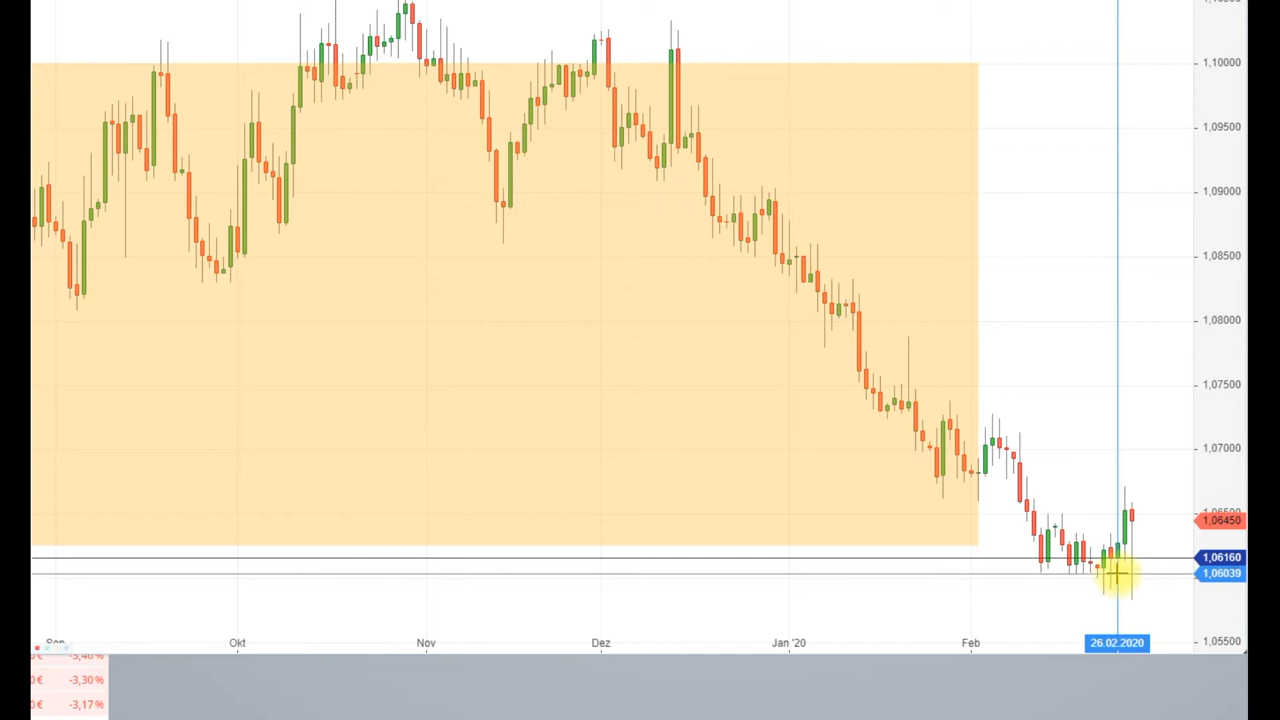 1,10000
1,09500
1,09000
1,08500
1,08000
1,07500
1,07000
1,06450
1,06160
1,06039
1,05500
Okt
Nov
Dez
Jan '20
Feb
26.02.2020
€ -3,30%
€ -3,17%